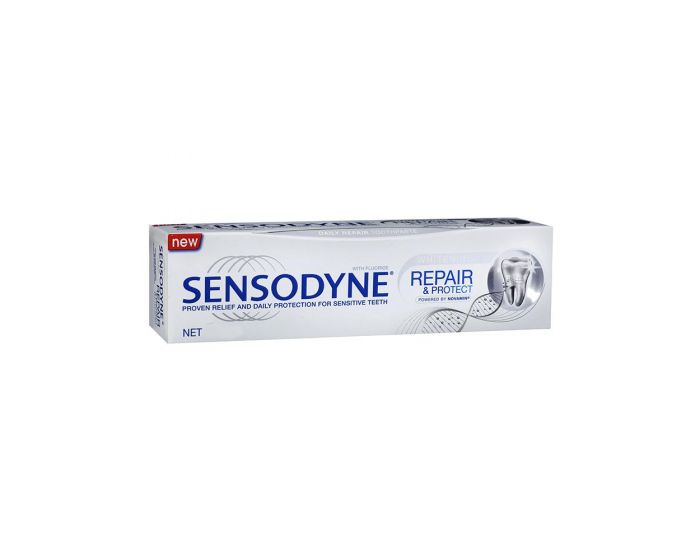 DAILY REPAIR TOOTHPASTE
new
WITH FLUORIDE
SENSODYNE®
PROVEN RELIEF AND DAILY PROTECTION FOR SENSITIVE TEETH
NET
WHITENING
REPAIR
& PROTECT
POWERED BY NOVAMIN®
SENSODYNE